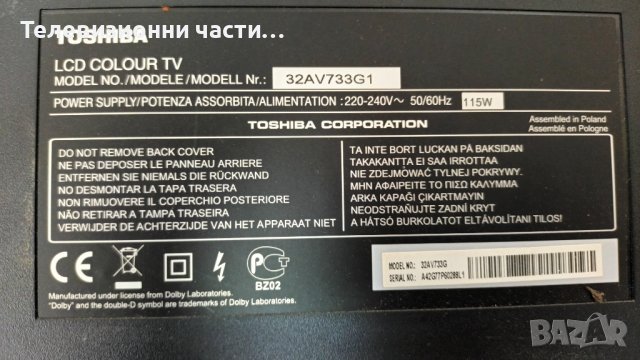 Телевизионни части…
TOSHIBA
LCD COLOUR TV
MODEL NO./MODELE/MODELL Nr.: 32AV733G1
POWER SUPPLY/POTENZA ASSORBITA/ALIMENTATION : 220-240V~ 50/60Hz 115W
TOSHIBA CORPORATION
Assembled in Poland
Assemblé en Pologne
DO NOT REMOVE BACK COVER
NE PAS DEPOSER LE PANNEAU ARRIERE
ENTFERNEN SIE NIEMALS DIE RÜCKWAND
NO DESMONTAR LA TAPA TRASERA
NON RIMUOVERE IL COPERCHIO POSTERIORE
NÃO RETIRAR A TAMPA TRASEIRA
VERWIJDER DE ACHTERZIJDE VAN HET APPARAAT NIET
TA INTE BORT LUCKAN PÅ BAKSIDAN
TAKAKANTTA EI SAA IRROTTAA
NIE ZDEJMOWAĆ TYLNEJ POKRYWY.
ΜΗΝ ΑΦΑΙΡΕΙΤΕ ΤΟ ΠΙΣΩ ΚΑΛΥΜΜΑ
ARKA KAPAĞI ÇIKARTMAYIN
NEODSTRAŇUJTE ZADNÍ KRYT
A HÁTSÓ BURKOLATOT ELTÁVOLÍTANI TILOS!
CE
PCT
BZ02
Manufactured under license from Dolby Laboratories.
"Dolby" and the double-D symbol are trademarks of Dolby Laboratories.
MODEL NO.: 32AV733G
SERIAL NO.: A42G77P60288L1
BAZAR